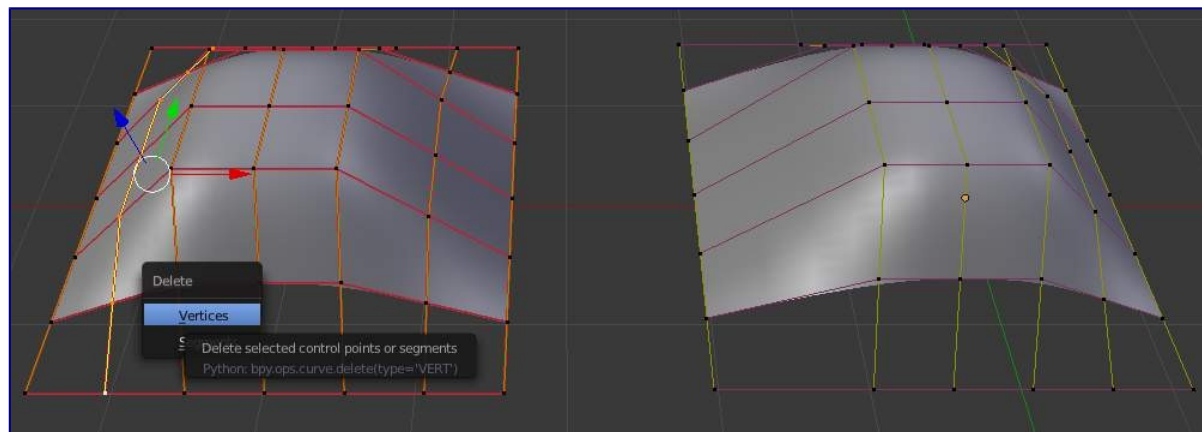 Delete
Vertices
Delete selected control points or segments
Python: bpy.ops.curve.delete(type='VERT')